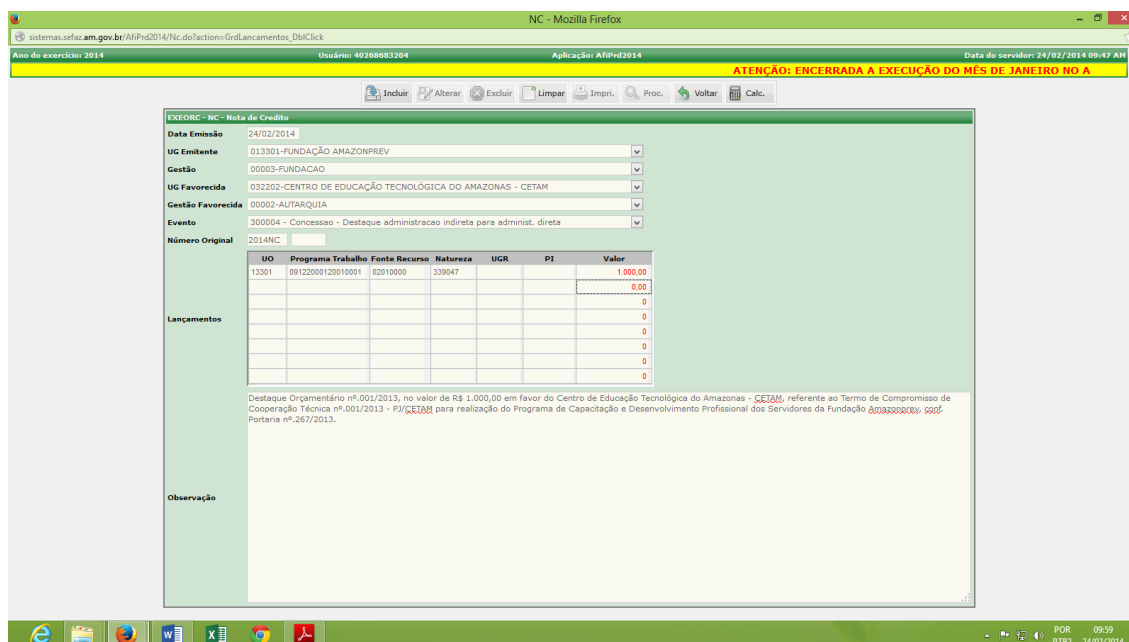 NC - Mozilla Firefox
sistemas.sefaz.am.gov.br/AfiPrd2014/Nc.do?action=GrdLancamentos_DblClick
Ano do exercício: 2014 Usuário: 40268683204 Aplicação: AfiPrd2014 Data do servidor: 24/02/2014 09:47 AM
ATENÇÃO: ENCERRADA A EXECUÇÃO DO MÊS DE JANEIRO NO A
Incluir Alterar Excluir Limpar Impri. Proc. Voltar Calc.
EXEORC - NC - Nota de Credito
Data Emissão 24/02/2014
UG Emitente 013301-FUNDAÇÃO AMAZONPREV
Gestão 00003-FUNDACAO
UG Favorecida 032202-CENTRO DE EDUCAÇÃO TECNOLÓGICA DO AMAZONAS - CETAM
Gestão Favorecida 00002-AUTARQUIA
Evento 300004 - Concessao - Destaque administracao indireta para administ. direta
Número Original 2014NC
UO Programa Trabalho Fonte Recurso Natureza UGR PI Valor
13301 09122000120010001 02010000 339047 1.000,00
0,00
0
0
Lançamentos
0
0
0
0
Destaque Orçamentário nº.001/2013, no valor de R$ 1.000,00 em favor do Centro de Educação Tecnológica do Amazonas - CETAM, referente ao Termo de Compromisso de
Cooperação Técnica nº.001/2013 - PJ/CETAM para realização do Programa de Capacitação e Desenvolvimento Profissional dos Servidores da Fundação Amazonprev, conf.
Portaria nº.267/2013.
Observação
POR 09:59
PTB2 24/02/2014